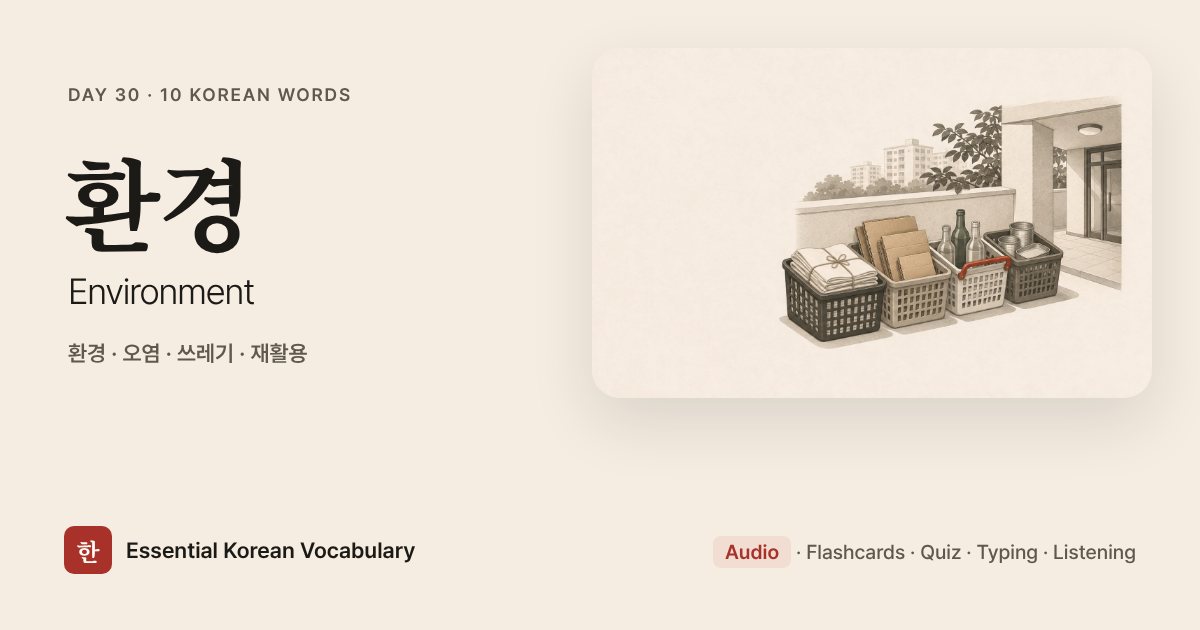 DAY 30 · 10 KOREAN WORDS
환경
Environment
환경 · 오염 · 쓰레기 · 재활용
한 Essential Korean Vocabulary
Audio · Flashcards · Quiz · Typing · Listening